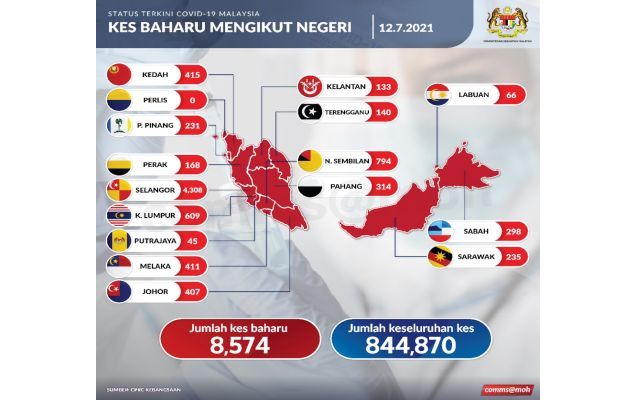 STATUS TERKINI COVID-19 MALAYSIA
KES BAHARU MENGIKUT NEGERI 12.7.2021
KEMENTERIAN KESIHATAN MALAYSIA
KEDAH 415
PERLIS 0
P. PINANG 231
PERAK 168
SELANGOR 4,308
K. LUMPUR 609
PUTRAJAYA 45
MELAKA 411
JOHOR 407
KELANTAN 133
TERENGGANU 140
N. SEMBILAN 794
PAHANG 314
LABUAN 66
SABAH 298
SARAWAK 235
Jumlah kes baharu
8,574
Jumlah keseluruhan kes
844,870
SUMBER: CPRC KEBANGSAAN
comms@moh